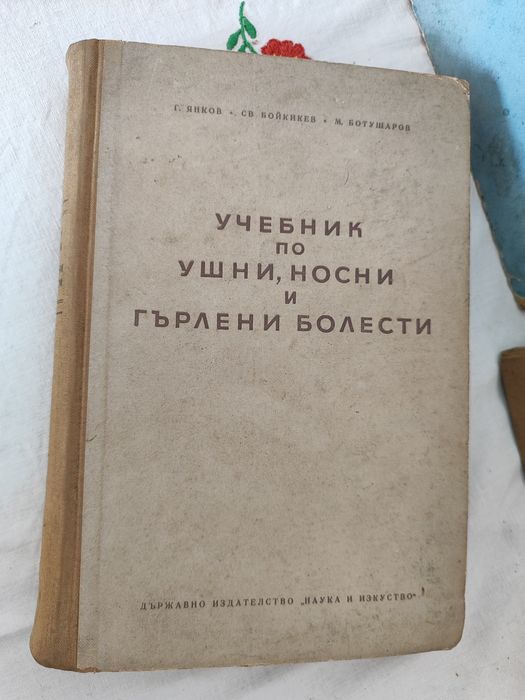 Г. ЯНКОВ • СВ. БОЙКИКЕВ • М. БОТУШАРОВ
УЧЕБНИК
ПО
УШНИ, НОСНИ
И
ГЪРЛЕНИ БОЛЕСТИ
ДЪРЖАВНО ИЗДАТЕЛСТВО „НАУКА И ИЗКУСТВО“